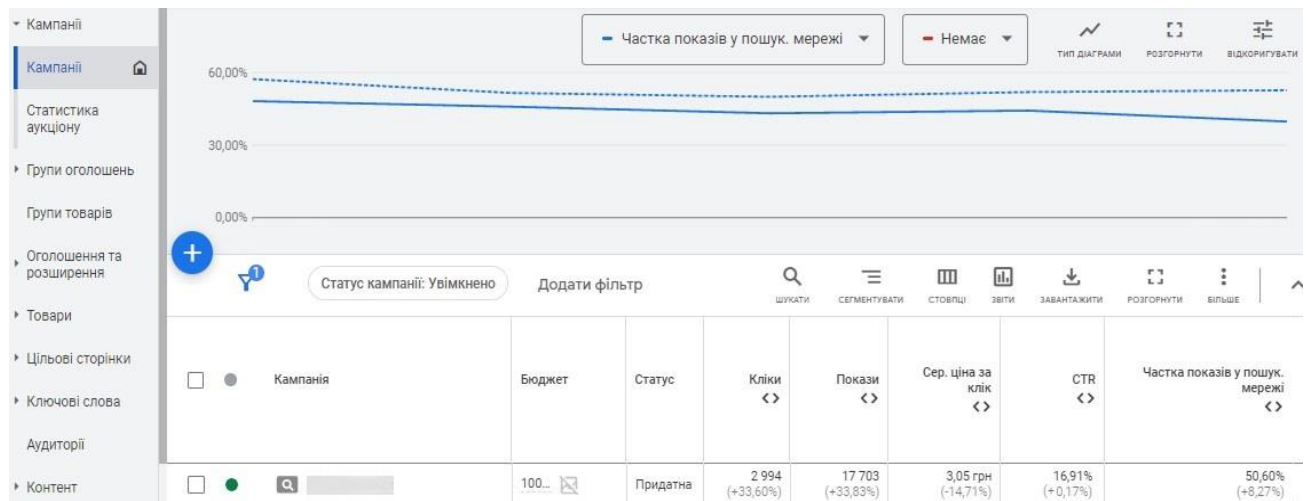 Кампанії
Кампанії
Статистика
аукціону
Групи оголошень
Групи товарів
Оголошення та
розширення
Товари
Цільові сторінки
Ключові слова
Аудиторії
Контент
Частка показів у пошук. мережі
Немає
ТИП ДІАГРАМИ
РОЗГОРНУТИ
ВІДКОРИГУВАТИ
60,00%
30,00%
0,00%
1
Статус кампанії: Увімкнено
Додати фільтр
ШУКАТИ
СЕГМЕНТУВАТИ
СТОВПЦІ
ЗВІТИ
ЗАВАНТАЖИТИ
РОЗГОРНУТИ
БІЛЬШЕ
Кампанія
Бюджет
Статус
Кліки
Покази
Сер. ціна за
клік
CTR
Частка показів у пошук.
мережі
100...
Придатна
2 994
(+33,60%)
17 703
(+33,83%)
3,05 грн
(-14,71%)
16,91%
(+0,17%)
50,60%
(+8,27%)